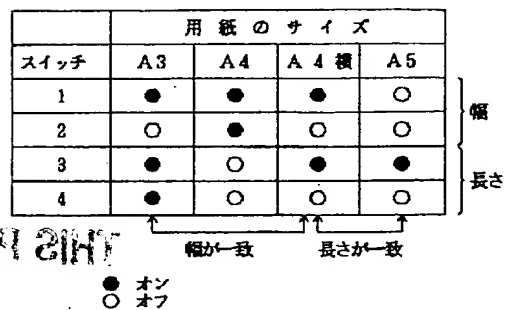 用紙のサイズ
スイッチ A3 A4 A4横 A5
1 ● ● ● ○
2 ○ ● ○ ○
3 ● ○ ● ●
4 ● ○ ○ ○
幅
長さ
幅が一致 長さが一致
● オン
○ オフ